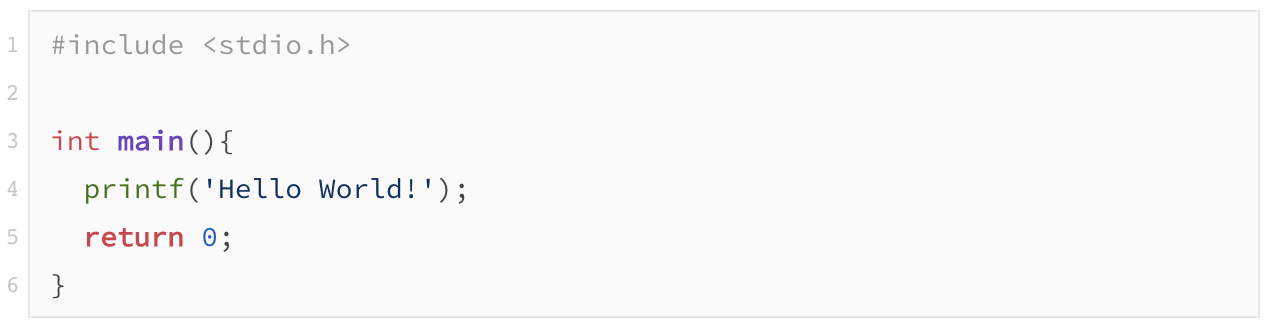 1 #include <stdio.h>
2
3 int main(){
4   printf('Hello World!');
5   return 0;
6 }